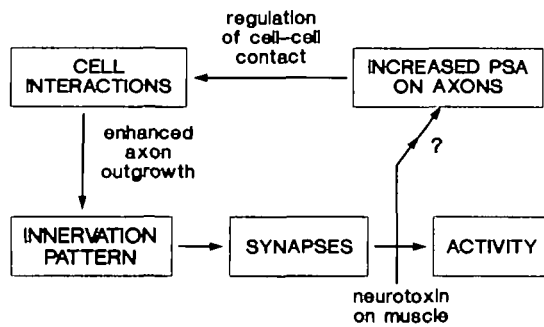 regulation
of cell-cell
contact
CELL
INTERACTIONS
INCREASED PSA
ON AXONS
enhanced
axon
outgrowth
?
INNERVATION
PATTERN
SYNAPSES
ACTIVITY
neurotoxin
on muscle